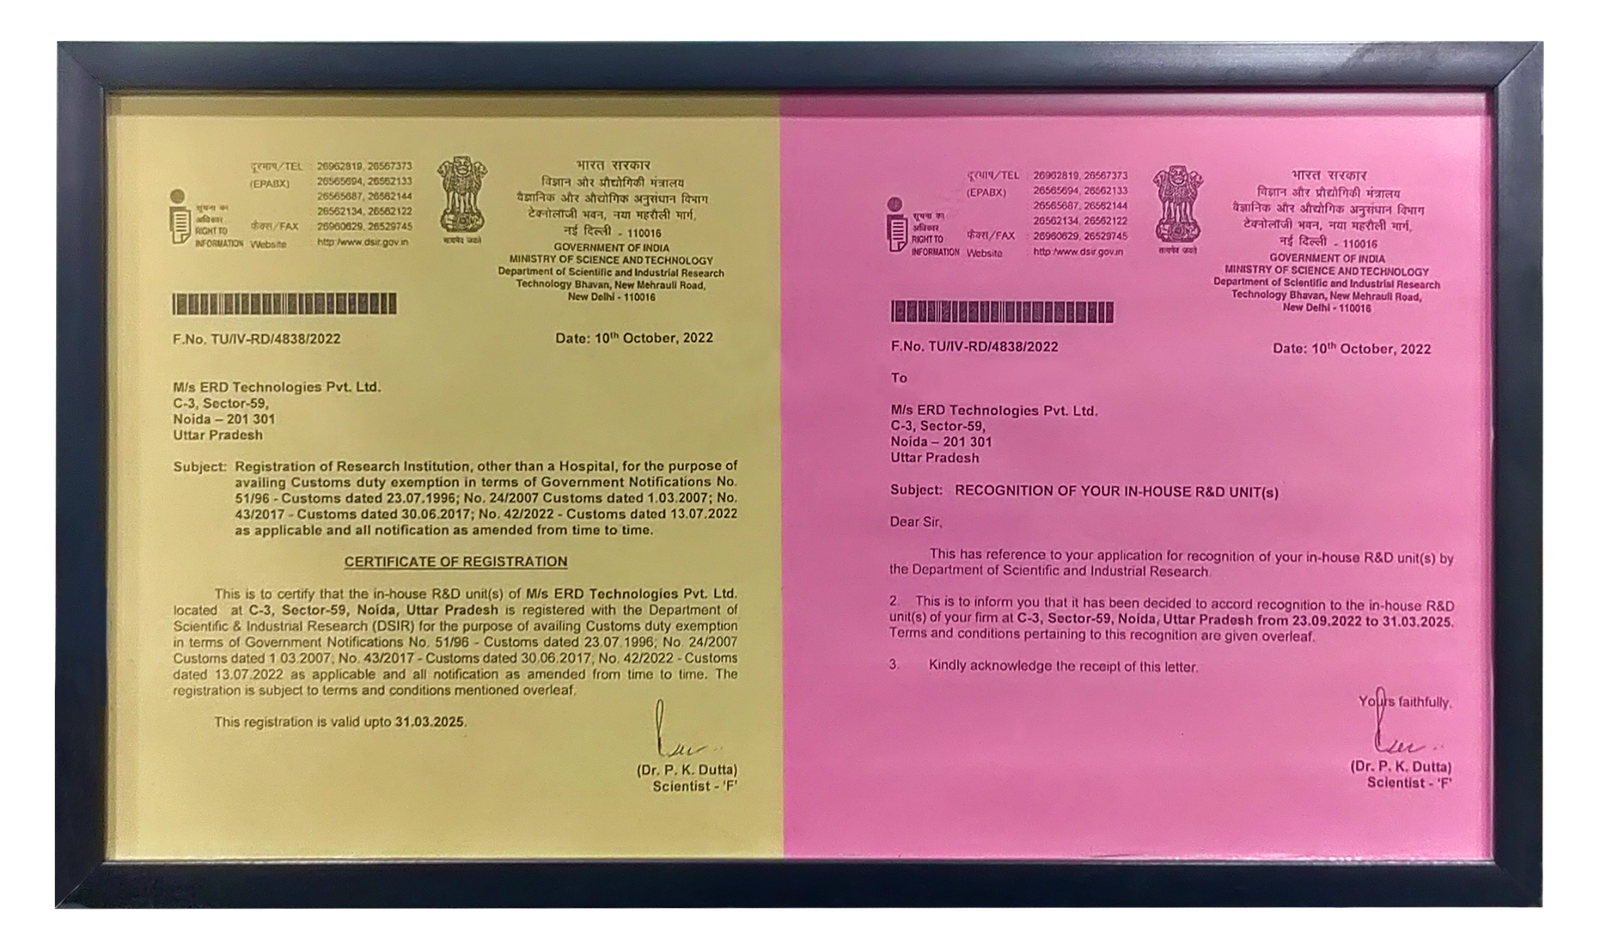 दूरभाष/TEL : 26962819, 26567373
(EPABX) 26565694, 26562133
26565687, 26562144
26562134, 26562122
फैक्स/FAX : 26960629, 26529745
Website : http://www.dsir.gov.in
सूचना का
अधिकार
RIGHT TO
INFORMATION
सत्यमेव जयते
भारत सरकार
विज्ञान और प्रौद्योगिकी मंत्रालय
वैज्ञानिक और औद्योगिक अनुसंधान विभाग
टेक्नोलॉजी भवन, नया महरौली मार्ग,
नई दिल्ली - 110016
GOVERNMENT OF INDIA
MINISTRY OF SCIENCE AND TECHNOLOGY
Department of Scientific and Industrial Research
Technology Bhavan, New Mehrauli Road,
New Delhi - 110016
F.No. TU/IV-RD/4838/2022
Date: 10th October, 2022
M/s ERD Technologies Pvt. Ltd.
C-3, Sector-59,
Noida – 201 301
Uttar Pradesh
Subject: Registration of Research Institution, other than a Hospital, for the purpose of
availing Customs duty exemption in terms of Government Notifications No.
51/96 - Customs dated 23.07.1996; No. 24/2007 Customs dated 1.03.2007; No.
43/2017 - Customs dated 30.06.2017; No. 42/2022 - Customs dated 13.07.2022
as applicable and all notification as amended from time to time.
CERTIFICATE OF REGISTRATION
This is to certify that the in-house R&D unit(s) of M/s ERD Technologies Pvt. Ltd.
located at C-3, Sector-59, Noida, Uttar Pradesh is registered with the Department of
Scientific & Industrial Research (DSIR) for the purpose of availing Customs duty exemption
in terms of Government Notifications No. 51/96 - Customs dated 23.07.1996; No. 24/2007
Customs dated 1.03.2007; No. 43/2017 - Customs dated 30.06.2017; No. 42/2022 - Customs
dated 13.07.2022 as applicable and all notification as amended from time to time. The
registration is subject to terms and conditions mentioned overleaf.
This registration is valid upto 31.03.2025.
(Dr. P. K. Dutta)
Scientist - 'F'
दूरभाष/TEL : 26962819, 26567373
(EPABX) 26565694, 26562133
26565687, 26562144
26562134, 26562122
फैक्स/FAX : 26960629, 26529745
Website : http://www.dsir.gov.in
सूचना का
अधिकार
RIGHT TO
INFORMATION
सत्यमेव जयते
भारत सरकार
विज्ञान और प्रौद्योगिकी मंत्रालय
वैज्ञानिक और औद्योगिक अनुसंधान विभाग
टेक्नोलॉजी भवन, नया महरौली मार्ग,
नई दिल्ली - 110016
GOVERNMENT OF INDIA
MINISTRY OF SCIENCE AND TECHNOLOGY
Department of Scientific and Industrial Research
Technology Bhavan, New Mehrauli Road,
New Delhi - 110016
F.No. TU/IV-RD/4838/2022
Date: 10th October, 2022
To
M/s ERD Technologies Pvt. Ltd.
C-3, Sector-59,
Noida – 201 301
Uttar Pradesh
Subject: RECOGNITION OF YOUR IN-HOUSE R&D UNIT(s)
Dear Sir,
This has reference to your application for recognition of your in-house R&D unit(s) by
the Department of Scientific and Industrial Research.
2. This is to inform you that it has been decided to accord recognition to the in-house R&D
unit(s) of your firm at C-3, Sector-59, Noida, Uttar Pradesh from 23.09.2022 to 31.03.2025.
Terms and conditions pertaining to this recognition are given overleaf.
3. Kindly acknowledge the receipt of this letter.
Yours faithfully,
(Dr. P. K. Dutta)
Scientist - 'F'